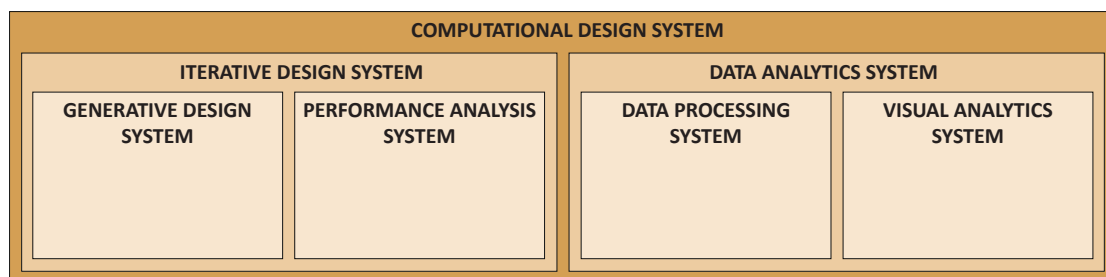 COMPUTATIONAL DESIGN SYSTEM
ITERATIVE DESIGN SYSTEM
GENERATIVE DESIGN
SYSTEM
PERFORMANCE ANALYSIS
SYSTEM
DATA ANALYTICS SYSTEM
DATA PROCESSING
SYSTEM
VISUAL ANALYTICS
SYSTEM